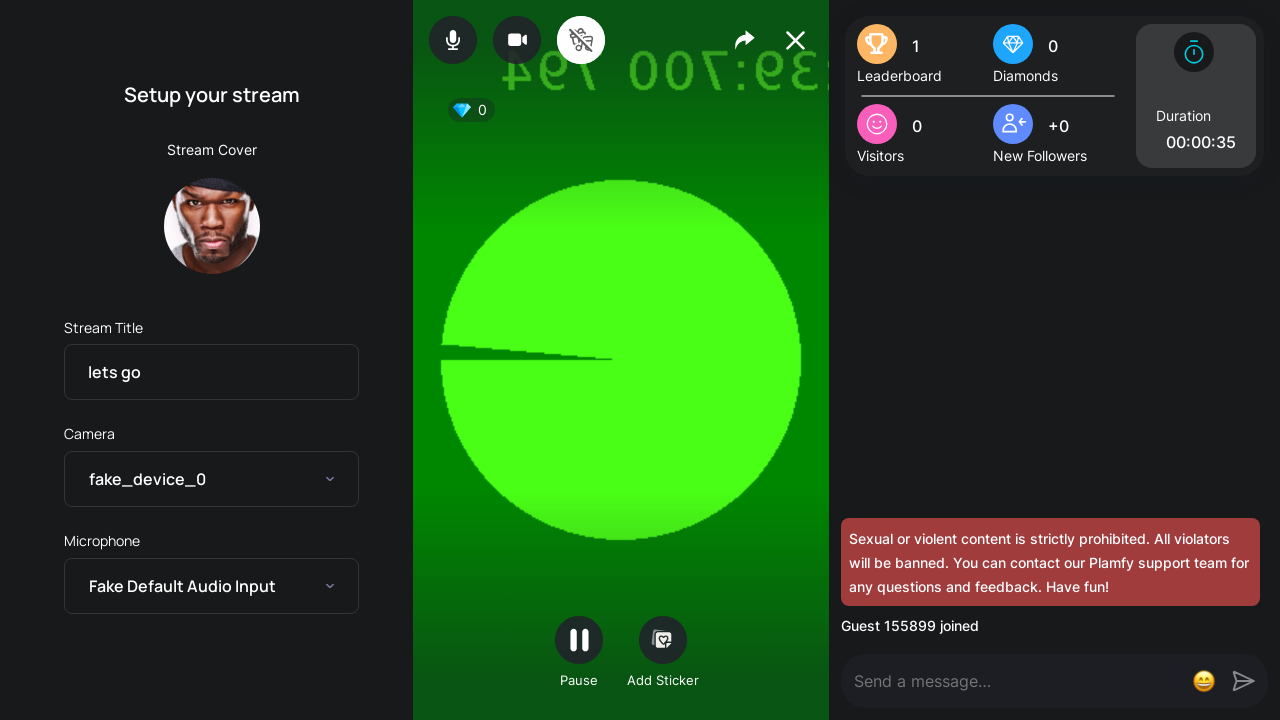 Setup your stream
Stream Cover
Stream Title
lets go
Camera
fake_device_0
Microphone
Fake Default Audio Input
0
Pause
Add Sticker
1
Leaderboard
0
Diamonds
0
Visitors
+0
New Followers
Duration
00:00:35
Sexual or violent content is strictly prohibited. All violators
will be banned. You can contact our Plamfy support team for
any questions and feedback. Have fun!
Guest 155899 joined
Send a message...